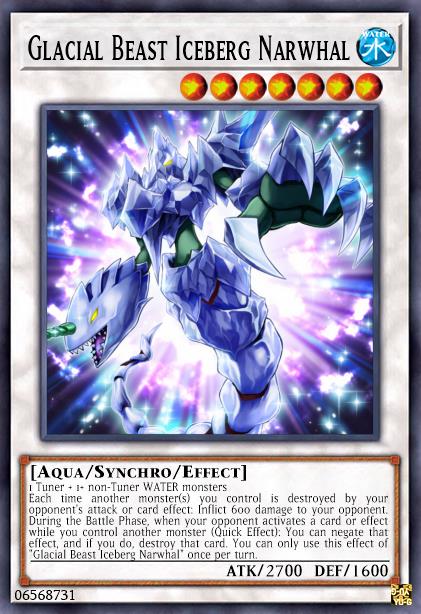 Glacial Beast Iceberg Narwhal
WATER
水
[Aqua/Synchro/Effect]
1 Tuner + 1+ non-Tuner WATER monsters
Each time another monster(s) you control is destroyed by your
opponent's attack or card effect: Inflict 600 damage to your opponent.
During the Battle Phase, when your opponent activates a card or effect
while you control another monster (Quick Effect): You can negate that
effect, and if you do, destroy that card. You can only use this effect of
"Glacial Beast Iceberg Narwhal" once per turn.
ATK/2700 DEF/1600
06568731